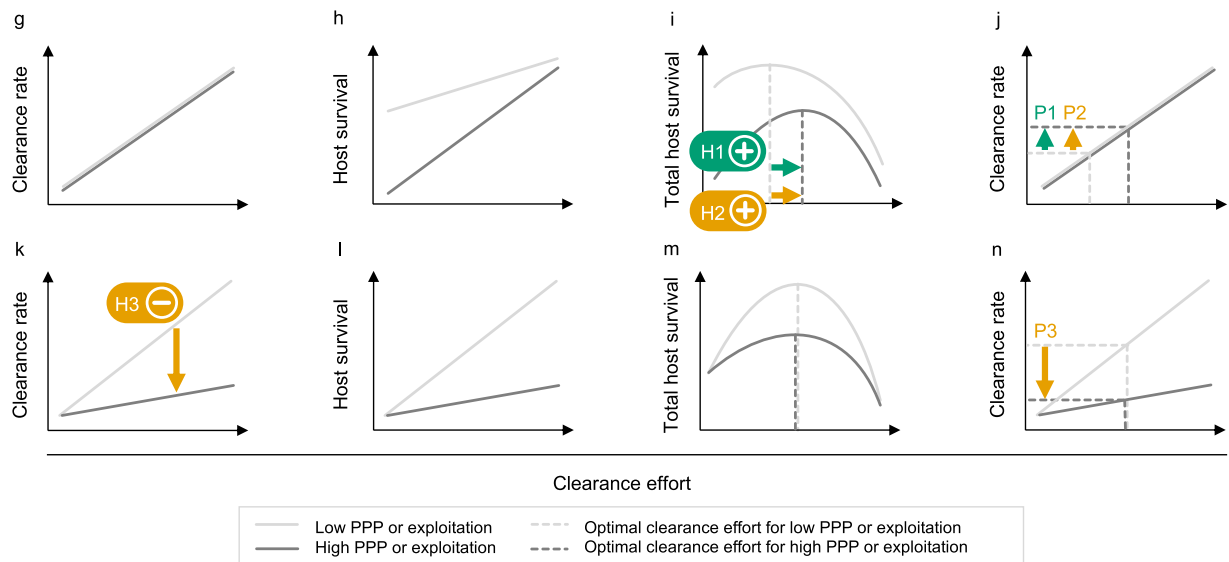 g
h
i
j
Clearance rate
Host survival
Total host survival
Clearance rate
H1 +
H2 +
P1 P2
k
l
m
n
Clearance rate
Host survival
Total host survival
Clearance rate
H3 −
P3
Clearance effort
Low PPP or exploitation
Optimal clearance effort for low PPP or exploitation
High PPP or exploitation
Optimal clearance effort for high PPP or exploitation